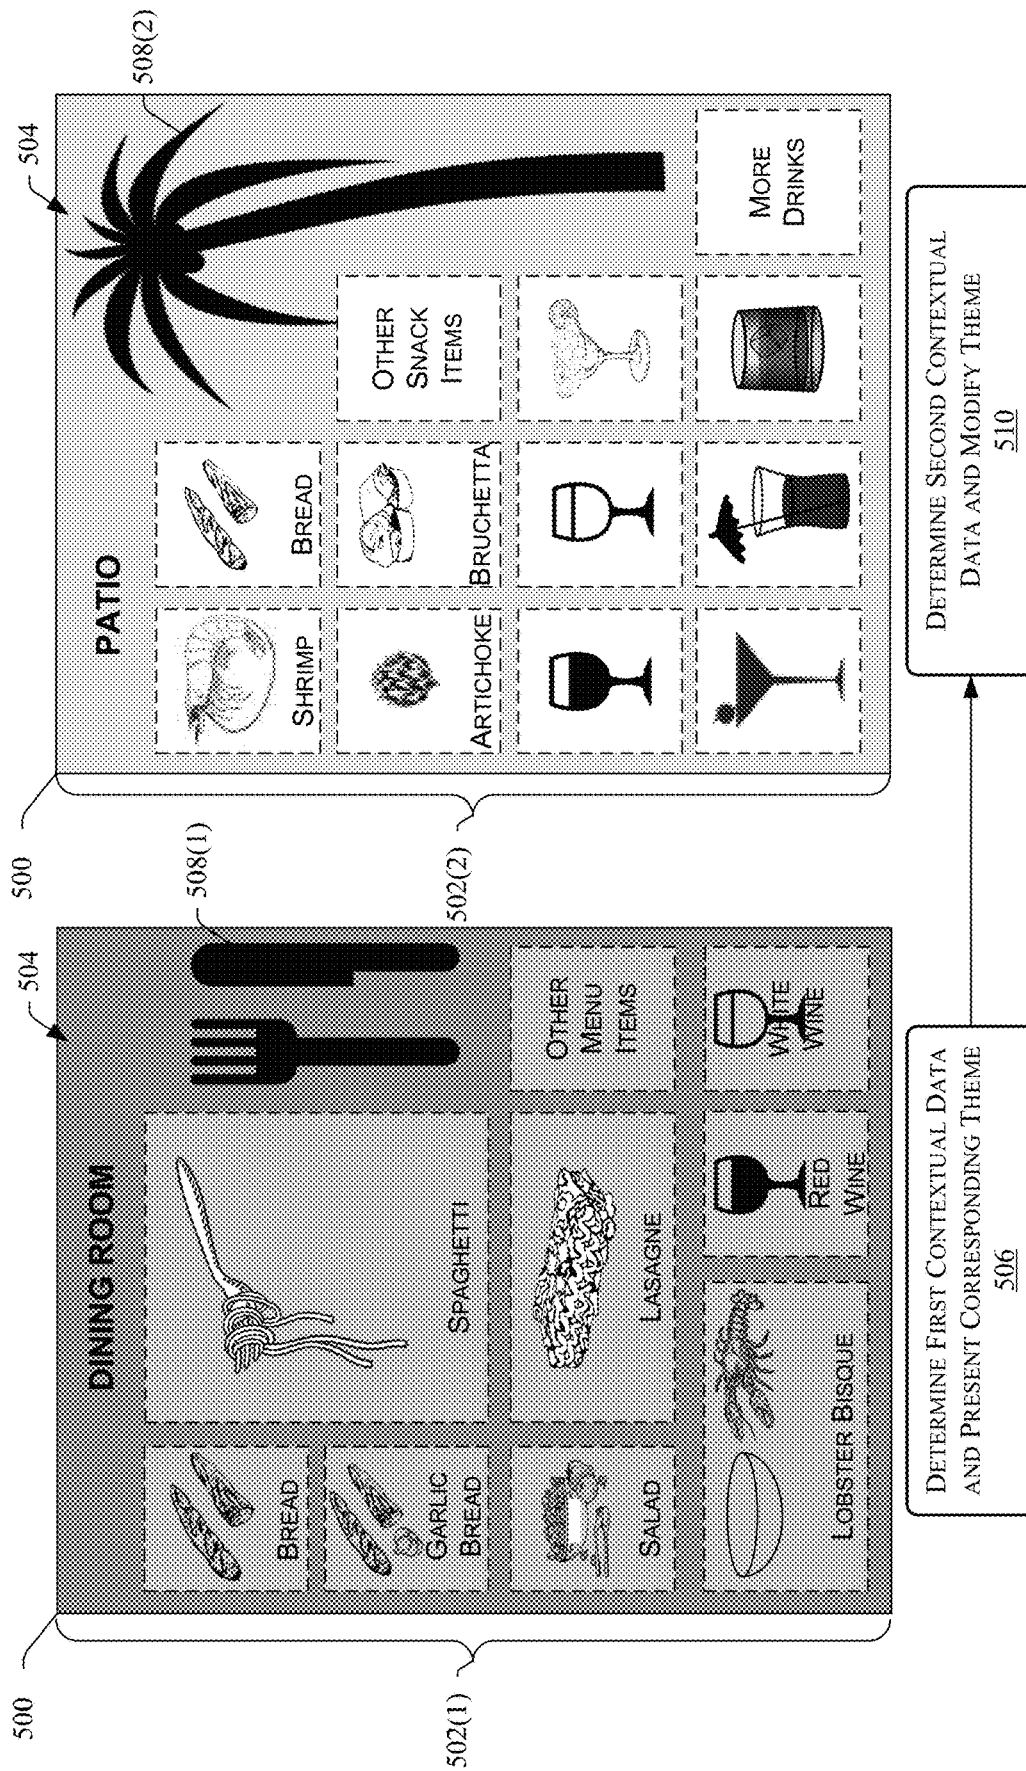 500
504
DINING ROOM
508(1)
BREAD
GARLIC
BREAD
SPAGHETTI
SALAD
LASAGNE
OTHER
MENU
ITEMS
LOBSTER BISQUE
RED
WINE
WHITE
WINE
502(1)
DETERMINE FIRST CONTEXTUAL DATA
AND PRESENT CORRESPONDING THEME
506
500
504
PATIO
508(2)
SHRIMP
BREAD
ARTICHOKE
BRUCHETTA
OTHER
SNACK
ITEMS
MORE
DRINKS
502(2)
DETERMINE SECOND CONTEXTUAL
DATA AND MODIFY THEME
510